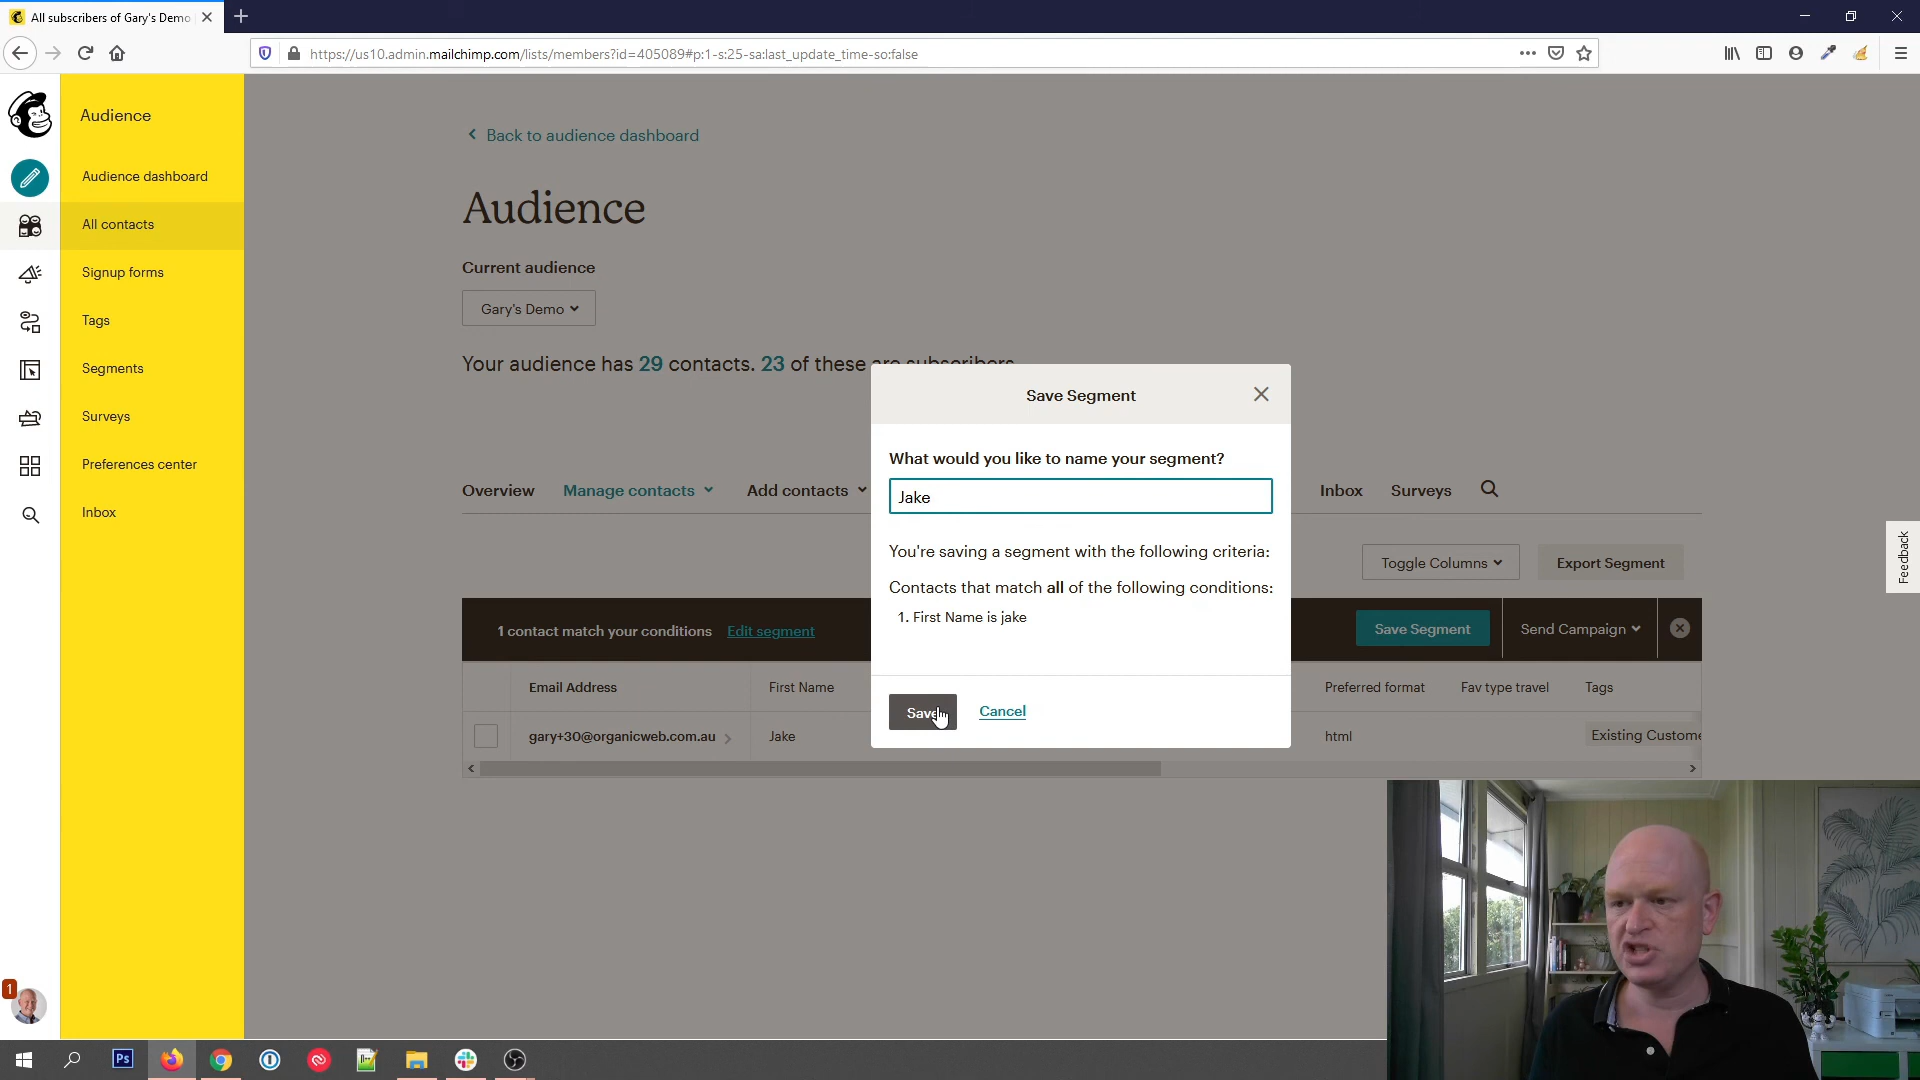 All subscribers of Gary's Demo
https://us10.admin.mailchimp.com/lists/members?id=405089#p:1-s:25-sa:last_update_time-so:false
Audience
Audience dashboard
All contacts
Signup forms
Tags
Segments
Surveys
Preferences center
Inbox
1
Back to audience dashboard
Audience
Current audience
Gary's Demo
Your audience has 29 contacts. 23 of these are subscribers.
Overview
Manage contacts
Add contacts
Inbox
Surveys
Toggle Columns
Export Segment
1 contact match your conditions
Edit segment
Save Segment
Send Campaign
Email Address
First Name
Preferred format
Fav type travel
Tags
gary+30@organicweb.com.au
Jake
html
Existing Custome
Save Segment
What would you like to name your segment?
Jake
You're saving a segment with the following criteria:
Contacts that match all of the following conditions:
1. First Name is jake
Save
Cancel
Feedback
Ps